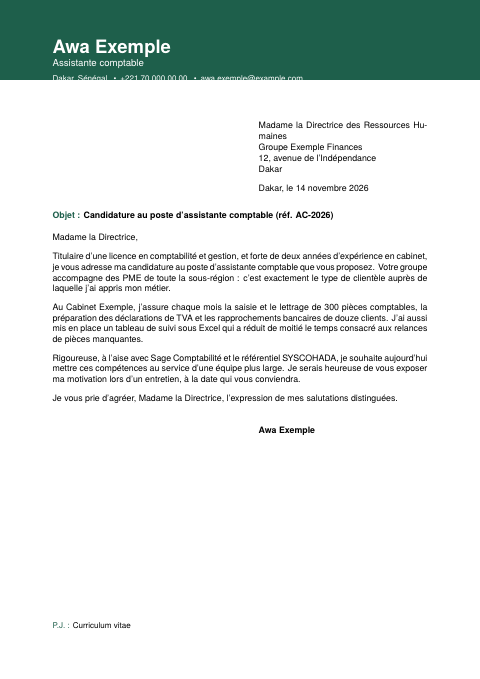 Awa Exemple
Assistante comptable
Dakar, Sénégal • +221 70 000 00 00 • awa.exemple@example.com
Madame la Directrice des Ressources Hu-
maines
Groupe Exemple Finances
12, avenue de l'Indépendance
Dakar
Dakar, le 14 novembre 2026
Objet : Candidature au poste d'assistante comptable (réf. AC-2026)
Madame la Directrice,
Titulaire d'une licence en comptabilité et gestion, et forte de deux années d'expérience en cabinet,
je vous adresse ma candidature au poste d'assistante comptable que vous proposez. Votre groupe
accompagne des PME de toute la sous-région : c'est exactement le type de clientèle auprès de
laquelle j'ai appris mon métier.
Au Cabinet Exemple, j'assure chaque mois la saisie et le lettrage de 300 pièces comptables, la
préparation des déclarations de TVA et les rapprochements bancaires de douze clients. J'ai aussi
mis en place un tableau de suivi sous Excel qui a réduit de moitié le temps consacré aux relances
de pièces manquantes.
Rigoureuse, à l'aise avec Sage Comptabilité et le référentiel SYSCOHADA, je souhaite aujourd'hui
mettre ces compétences au service d'une équipe plus large. Je serais heureuse de vous exposer
ma motivation lors d'un entretien, à la date qui vous conviendra.
Je vous prie d'agréer, Madame la Directrice, l'expression de mes salutations distinguées.
Awa Exemple
P.J. : Curriculum vitae